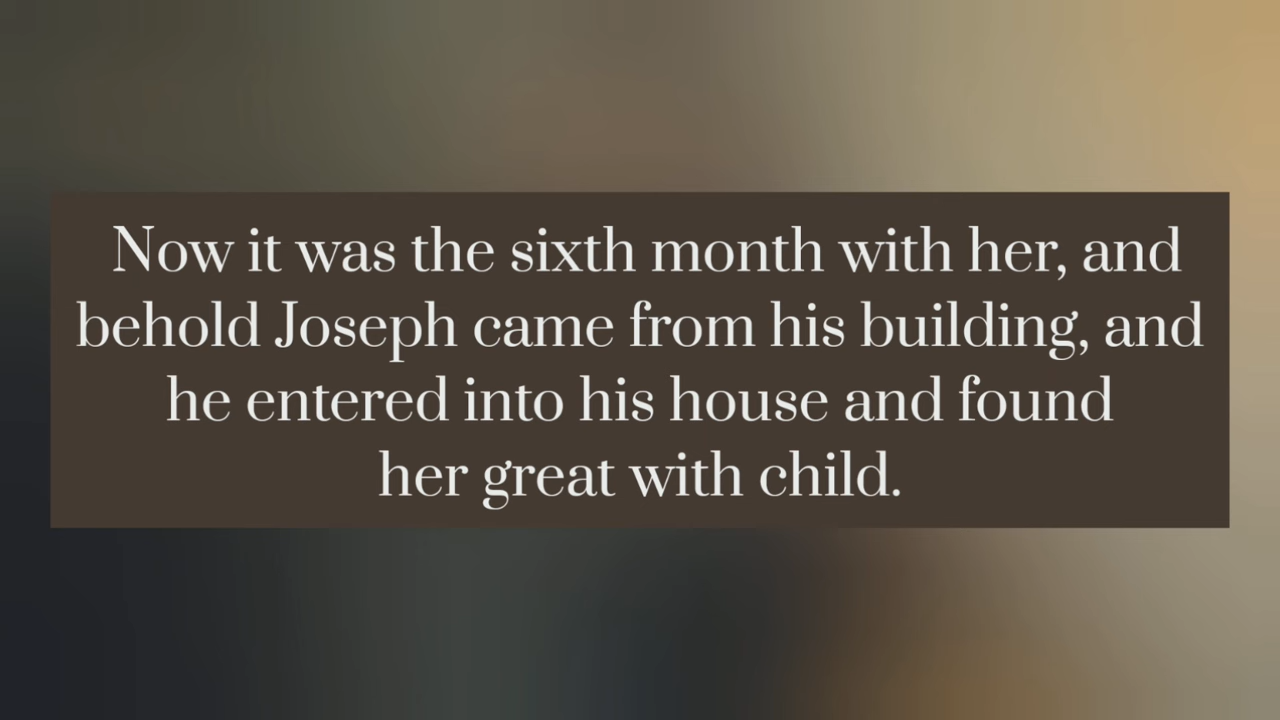 Now it was the sixth month with her, and
behold Joseph came from his building, and
he entered into his house and found
her great with child.